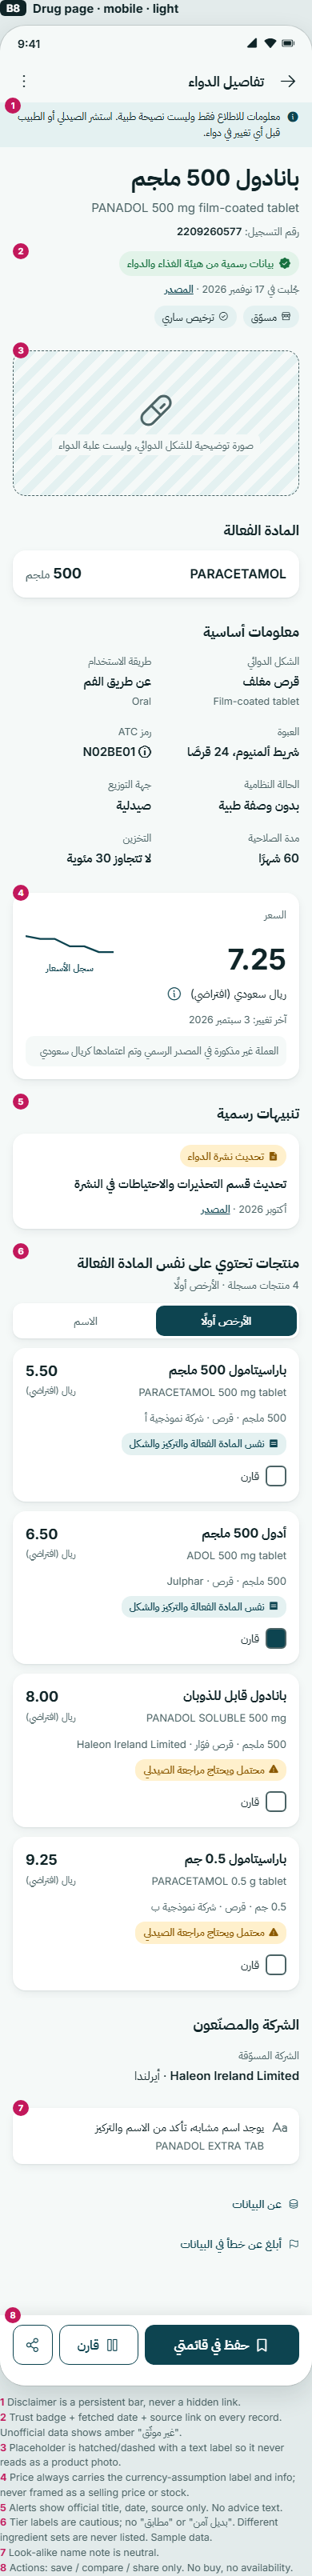 B8 Drug page · mobile · light
9:41
تفاصيل الدواء
1
معلومات للاطلاع فقط وليست نصيحة طبية. استشر الصيدلي أو الطبيب
قبل أي تغيير في دواء.
بانادول 500 ملجم
PANADOL 500 mg film-coated tablet
رقم التسجيل: 2209260577
2
بيانات رسمية من هيئة الغذاء والدواء
جُلبت في 17 نوفمبر 2026 · المصدر
مسوّق
ترخيص ساري
3
صورة توضيحية للشكل الدوائي، وليست علبة الدواء
المادة الفعالة
PARACETAMOL
500 ملجم
معلومات أساسية
الشكل الدوائي
طريقة الاستخدام
قرص مغلف
عن طريق الفم
Film-coated tablet
Oral
العبوة
رمز ATC
شريط ألمنيوم، 24 قرصًا
N02BE01
الحالة النظامية
جهة التوزيع
بدون وصفة طبية
صيدلية
مدة الصلاحية
التخزين
60 شهرًا
لا تتجاوز 30 مئوية
4
السعر
7.25
سجل الأسعار
ريال سعودي (افتراضي)
آخر تغيير: 3 سبتمبر 2026
العملة غير مذكورة في المصدر الرسمي وتم اعتمادها كريال سعودي
5
تنبيهات رسمية
تحديث نشرة الدواء
تحديث قسم التحذيرات والاحتياطات في النشرة
أكتوبر 2026 · المصدر
6
منتجات تحتوي على نفس المادة الفعالة
4 منتجات مسجلة · الأرخص أولًا
الأرخص أولًا
الاسم
باراسيتامول 500 ملجم
5.50
PARACETAMOL 500 mg tablet
ريال (افتراضي)
500 ملجم · قرص · شركة نموذجية أ
نفس المادة الفعالة والتركيز والشكل
قارن
أدول 500 ملجم
6.50
ADOL 500 mg tablet
ريال (افتراضي)
500 ملجم · قرص · Julphar
نفس المادة الفعالة والتركيز والشكل
قارن
بانادول قابل للذوبان
8.00
PANADOL SOLUBLE 500 mg
ريال (افتراضي)
500 ملجم · قرص فوّار · Haleon Ireland Limited
محتمل ويحتاج مراجعة الصيدلي
قارن
باراسيتامول 0.5 جم
9.25
PARACETAMOL 0.5 g tablet
ريال (افتراضي)
0.5 جم · قرص · شركة نموذجية ب
محتمل ويحتاج مراجعة الصيدلي
قارن
الشركة والمصنّعون
الشركة المسوّقة
Haleon Ireland Limited · أيرلندا
7
Aa
يوجد اسم مشابه، تأكد من الاسم والتركيز
PANADOL EXTRA TAB
عن البيانات
أبلغ عن خطأ في البيانات
8
حفظ في قائمتي
قارن
1 Disclaimer is a persistent bar, never a hidden link.
2 Trust badge + fetched date + source link on every record.
Unofficial data shows amber "غير موثّق".
3 Placeholder is hatched/dashed with a text label so it never
reads as a product photo.
4 Price always carries the currency-assumption label and info;
never framed as a selling price or stock.
5 Alerts show official title, date, source only. No advice text.
6 Tier labels are cautious; no "مطابق" or "بديل آمن". Different
ingredient sets are never listed. Sample data.
7 Look-alike name note is neutral.
8 Actions: save / compare / share only. No buy, no availability.